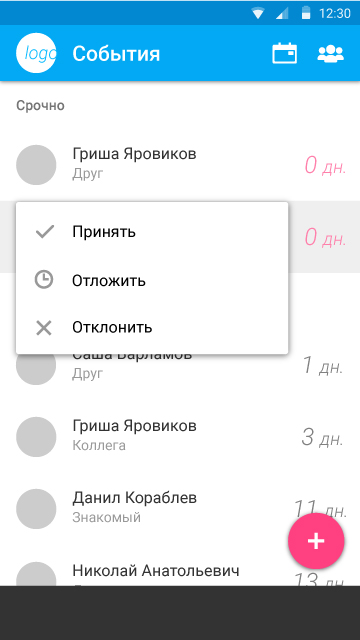 12:30
logo
События
Срочно
Гриша Яровиков
0 дн.
Друг
0 дн.
Принять
Отложить
Отклонить
Саша Варламов
1 дн.
Друг
Гриша Яровиков
3 дн.
Коллега
Данил Кораблев
11 дн.
Знакомый
+
Николай Анатольевич
13 дн.